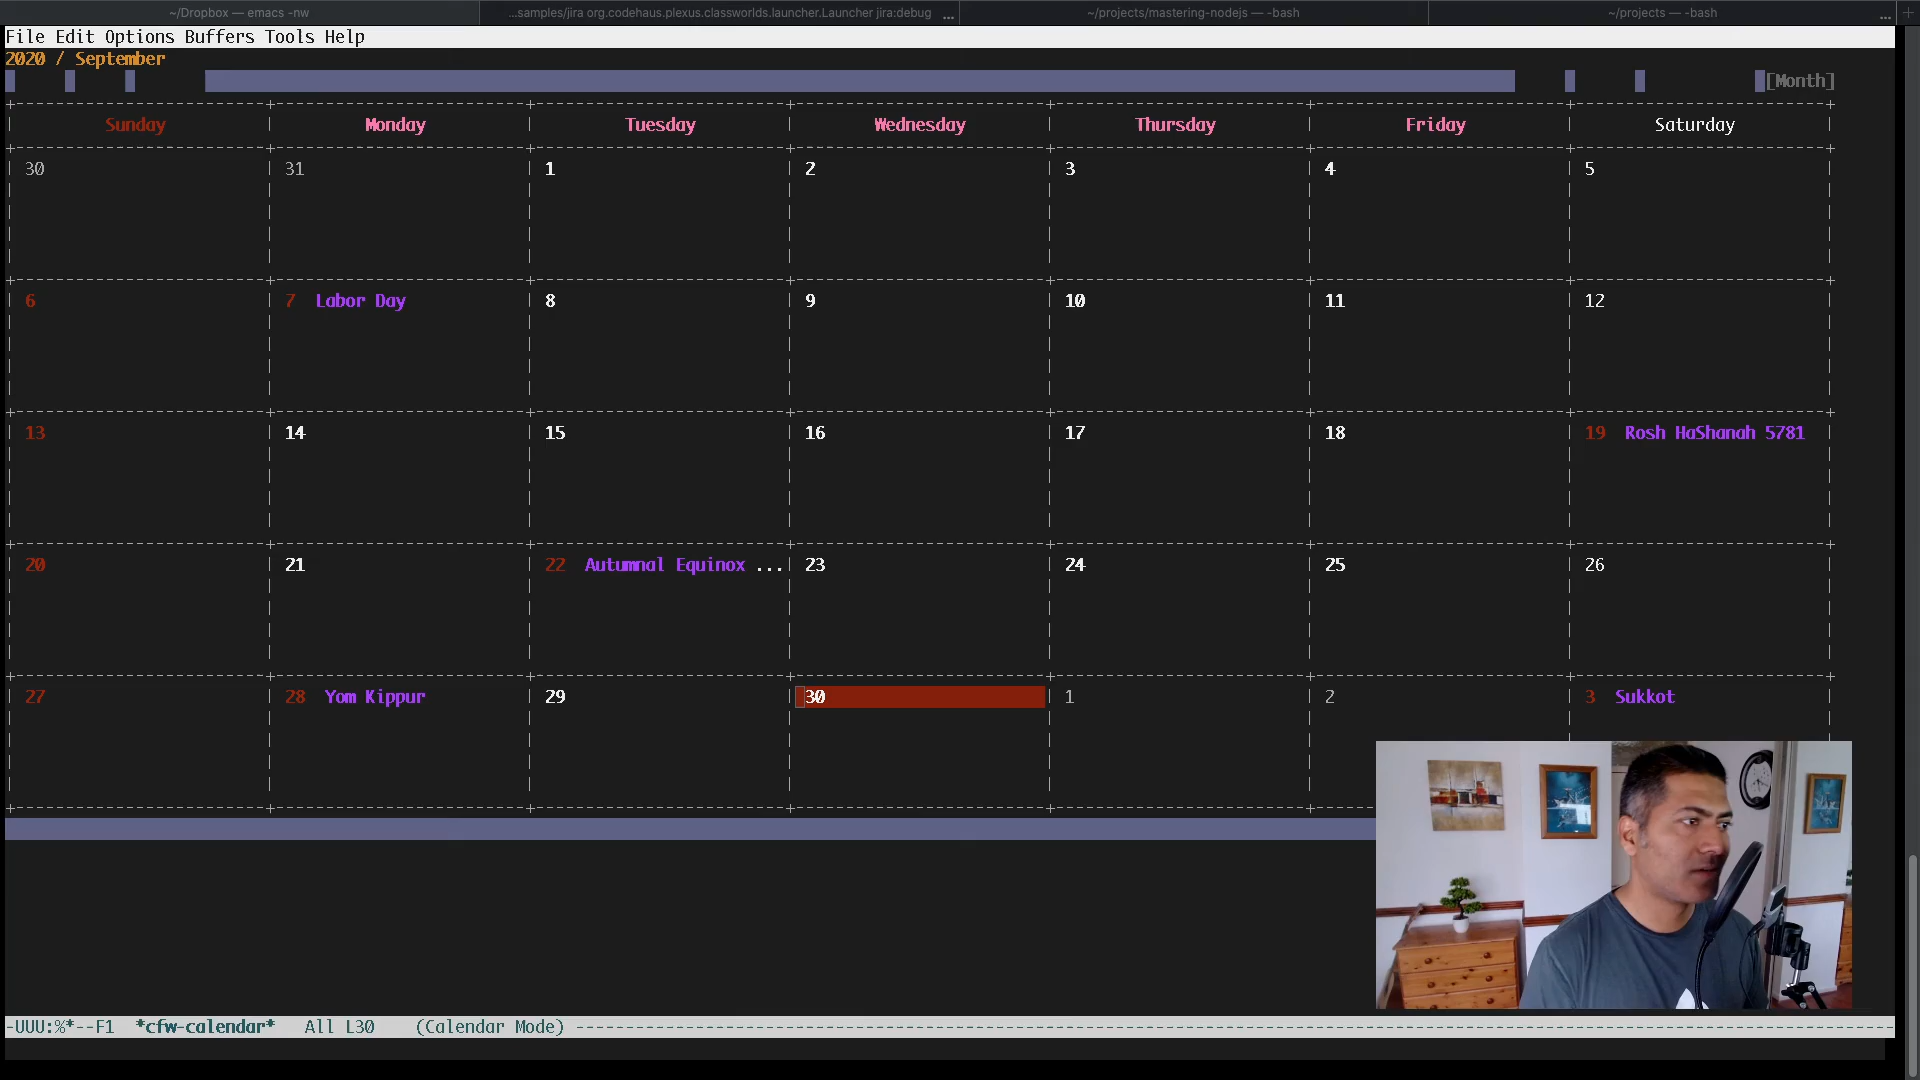 ~/Dropbox — emacs -nw
...samples/jira org.codehaus.plexus.classworlds.launcher.Launcher jira:debug ...
~/projects/mastering-nodejs — -bash
~/projects — -bash ... +
File Edit Options Buffers Tools Help
2020 / September
[Month]
Sunday Monday Tuesday Wednesday Thursday Friday Saturday
30 31 1 2 3 4 5
6 7 Labor Day 8 9 10 11 12
13 14 15 16 17 18 19 Rosh HaShanah 5781
20 21 22 Autumnal Equinox ... 23 24 25 26
27 28 Yom Kippur 29 30 1 2 3 Sukkot
-UUU:%*--F1 *cfw-calendar* All L30 (Calendar Mode)